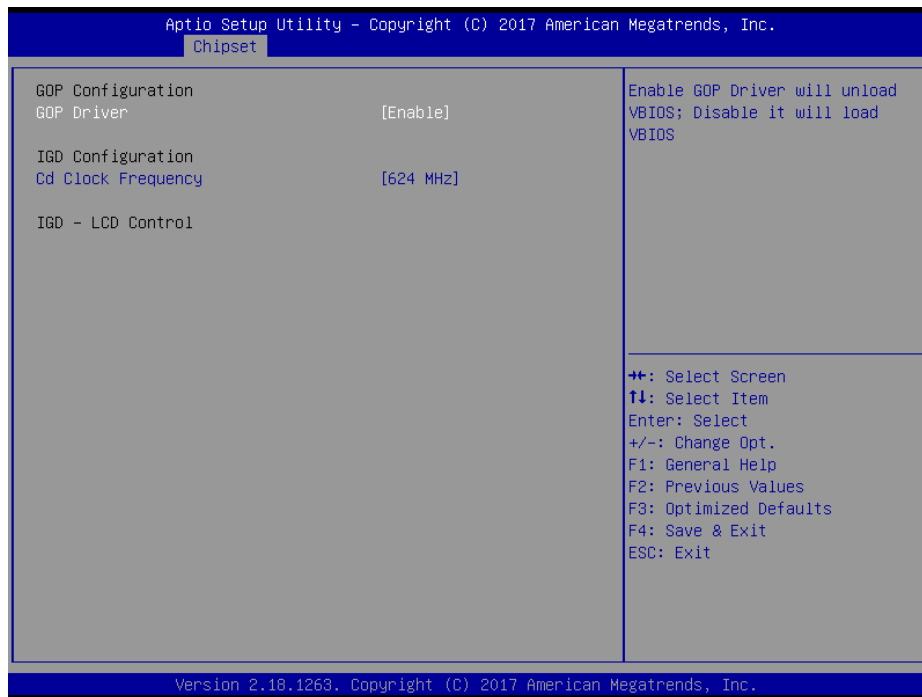 Aptio Setup Utility – Copyright (C) 2017 American Megatrends, Inc.
Chipset
GOP Configuration
GOP Driver [Enable]
IGD Configuration
Cd Clock Frequency [624 MHz]
IGD – LCD Control
Enable GOP Driver will unload
VBIOS; Disable it will load
VBIOS
→←: Select Screen
↑↓: Select Item
Enter: Select
+/-: Change Opt.
F1: General Help
F2: Previous Values
F3: Optimized Defaults
F4: Save & Exit
ESC: Exit
Version 2.18.1263. Copyright (C) 2017 American Megatrends, Inc.